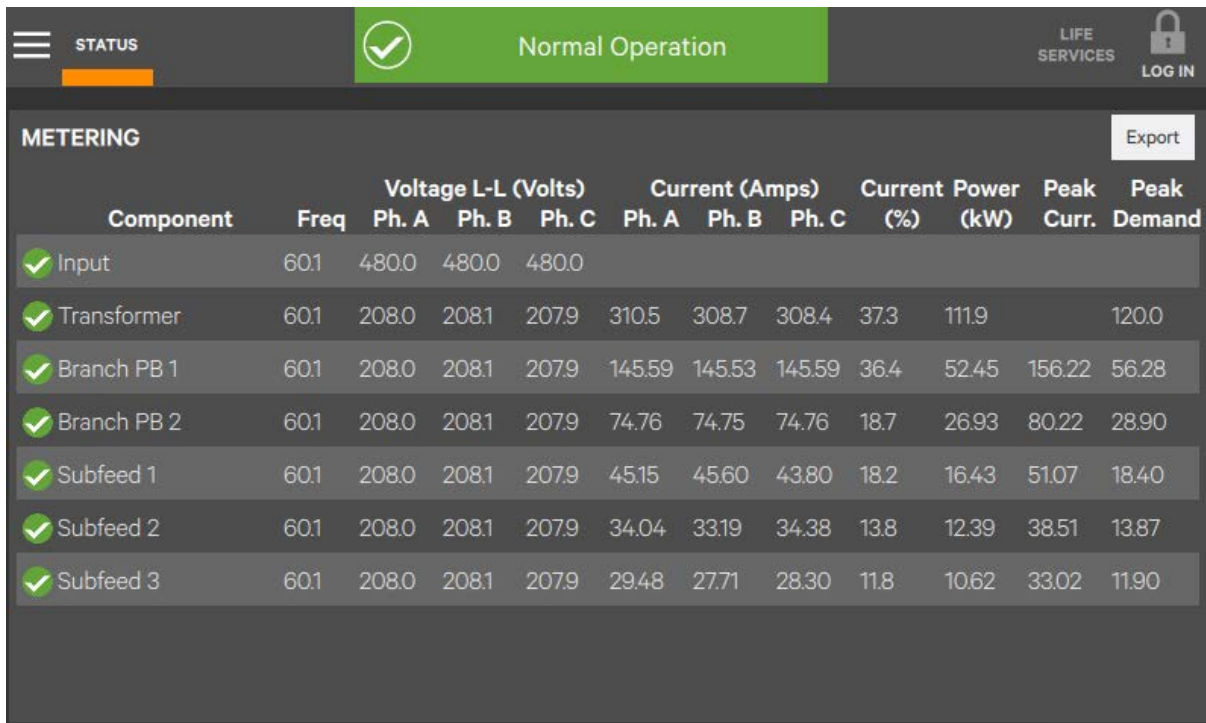 STATUS
Normal Operation
LIFE
SERVICES
LOG IN
METERING
Export
Voltage L-L (Volts) Current (Amps) Current Power Peak Peak
Component Freq Ph. A Ph. B Ph. C Ph. A Ph. B Ph. C (%) (kW) Curr. Demand
Input 60.1 480.0 480.0 480.0
Transformer 60.1 208.0 208.1 207.9 310.5 308.7 308.4 37.3 111.9 120.0
Branch PB 1 60.1 208.0 208.1 207.9 145.59 145.53 145.59 36.4 52.45 156.22 56.28
Branch PB 2 60.1 208.0 208.1 207.9 74.76 74.75 74.76 18.7 26.93 80.22 28.90
Subfeed 1 60.1 208.0 208.1 207.9 45.15 45.60 43.80 18.2 16.43 51.07 18.40
Subfeed 2 60.1 208.0 208.1 207.9 34.04 33.19 34.38 13.8 12.39 38.51 13.87
Subfeed 3 60.1 208.0 208.1 207.9 29.48 27.71 28.30 11.8 10.62 33.02 11.90